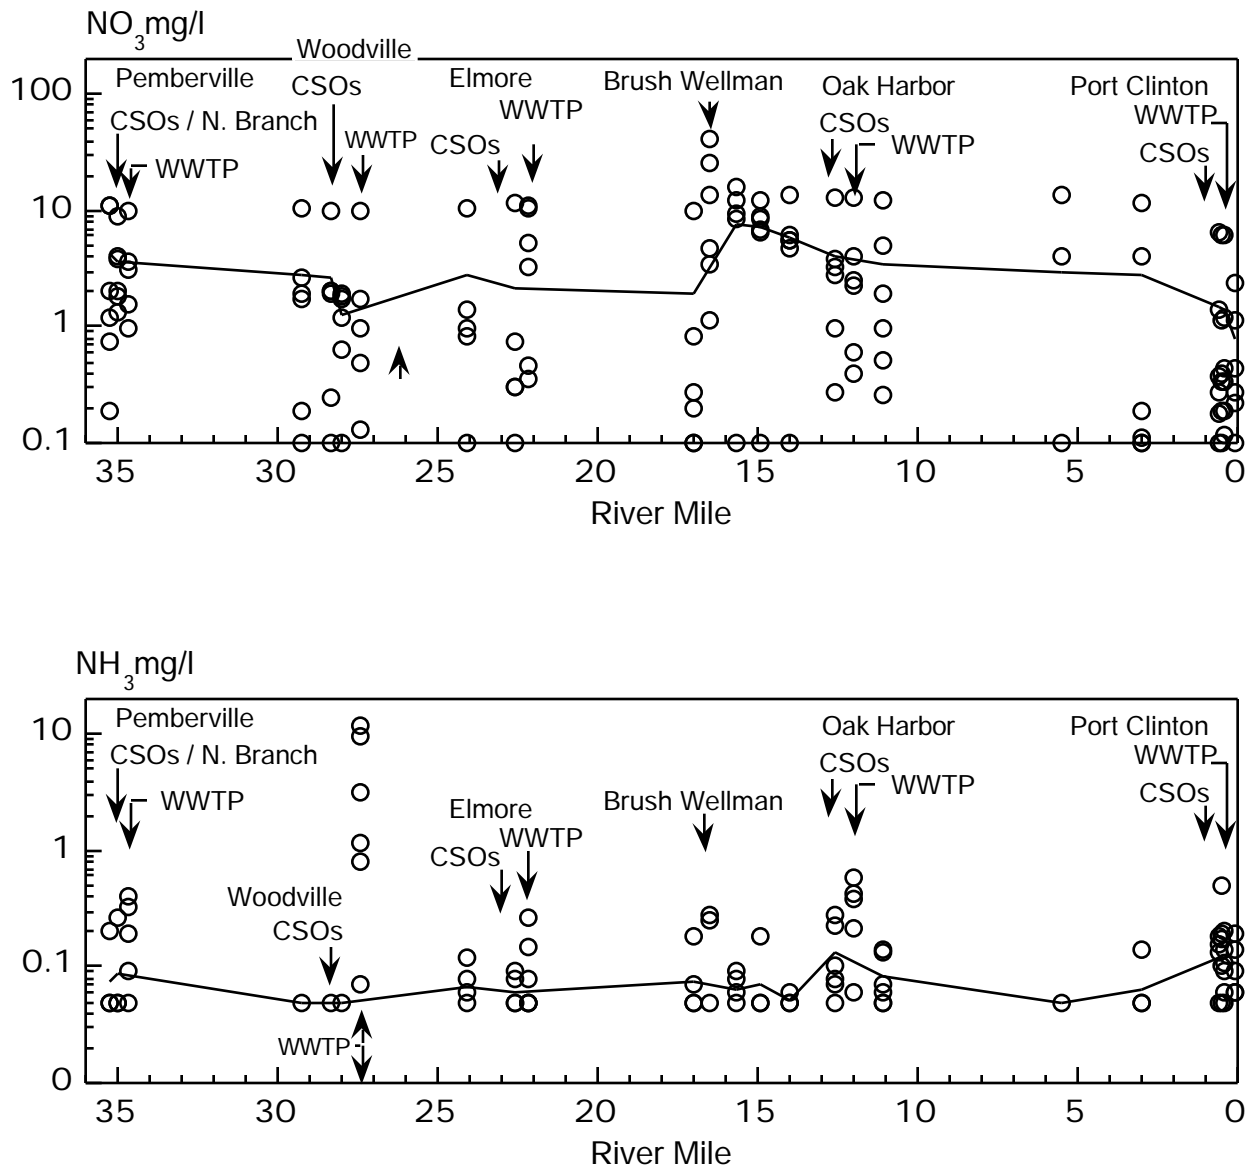 NO3mg/l
Woodville
100
Pemberville
CSOs
Elmore
WWTP
Brush Wellman
Oak Harbor
Port Clinton
WWTP
CSOs / N. Branch
WWTP
CSOs
CSOs
WWTP
CSOs
WWTP
10
1
0.1
35 30 25 20 15 10 5 0
River Mile
NH3mg/l
10
Pemberville
CSOs / N. Branch
WWTP
Oak Harbor
CSOs
WWTP
Port Clinton
WWTP
CSOs
Elmore
WWTP
CSOs
Brush Wellman
1
Woodville
CSOs
0.1
WWTP
0
35 30 25 20 15 10 5 0
River Mile